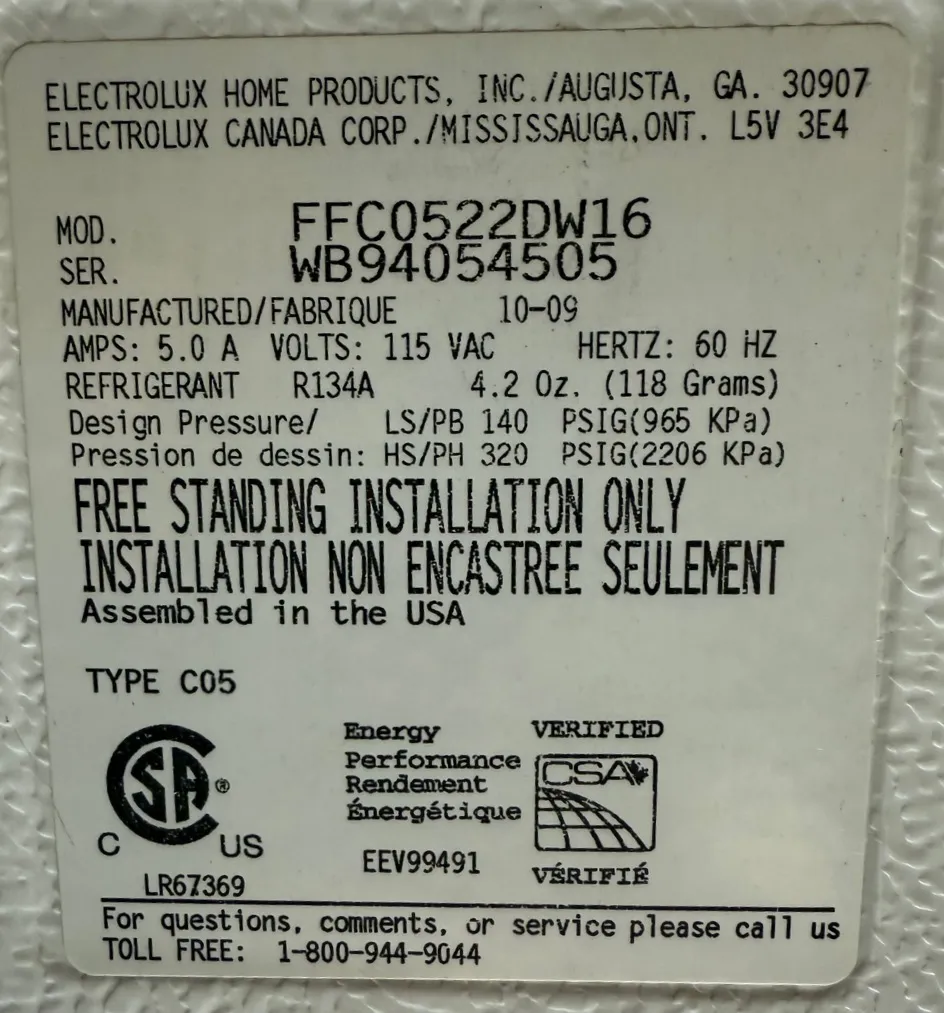 ELECTROLUX HOME PRODUCTS, INC./AUGUSTA, GA. 30907
ELECTROLUX CANADA CORP./MISSISSAUGA,ONT. L5V 3E4
MOD. FFC0522DW16
SER. WB94054505
MANUFACTURED/FABRIQUE 10-09
AMPS: 5.0 A VOLTS: 115 VAC HERTZ: 60 HZ
REFRIGERANT R134A 4.2 Oz. (118 Grams)
Design Pressure/ LS/PB 140 PSIG(965 KPa)
Pression de dessin: HS/PH 320 PSIG(2206 KPa)
FREE STANDING INSTALLATION ONLY
INSTALLATION NON ENCASTREE SEULEMENT
Assembled in the USA
TYPE C05
CSA®
C US
LR67369
Energy
Performance
Rendement
Énergétique
EEV99491
VERIFIED
CSA
VÉRIFIÉ
For questions, comments, or service please call us
TOLL FREE: 1-800-944-9044